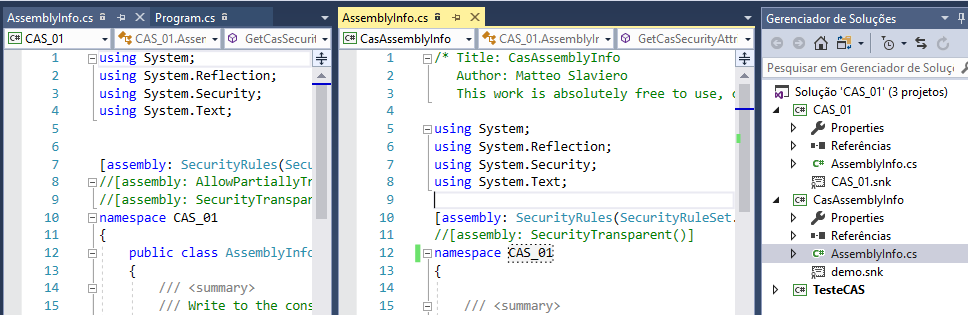 AssemblyInfo.cs
Program.cs
CAS_01
CAS_01.Asser
GetCasSecurit
1 using System;
2 using System.Reflection;
3 using System.Security;
4 using System.Text;
5
6
7 [assembly: SecurityRules(Secu
8 //[assembly: AllowPartiallyTr
9 //[assembly: SecurityTranspar
10 namespace CAS_01
11 {
12 public class AssemblyInfo
13 {
14 /// <summary>
15 /// Write to the cons
AssemblyInfo.cs
CasAssemblyInfo
CAS_01.AssemblyInf
GetCasSecurityAttr
1 /* Title: CasAssemblyInfo
2 Author: Matteo Slaviero
3 This work is absolutely free to use, c
4
5 using System;
6 using System.Reflection;
7 using System.Security;
8 using System.Text;
9
10 [assembly: SecurityRules(SecurityRuleSet.
11 //[assembly: SecurityTransparent()]
12 namespace CAS_01
13 {
14
15 /// <summary>
Gerenciador de Soluções
Pesquisar em Gerenciador de Soluç
Solução 'CAS_01' (3 projetos)
C# CAS_01
Properties
Referências
C# AssemblyInfo.cs
CAS_01.snk
C# CasAssemblyInfo
Properties
Referências
C# AssemblyInfo.cs
demo.snk
C# TesteCAS